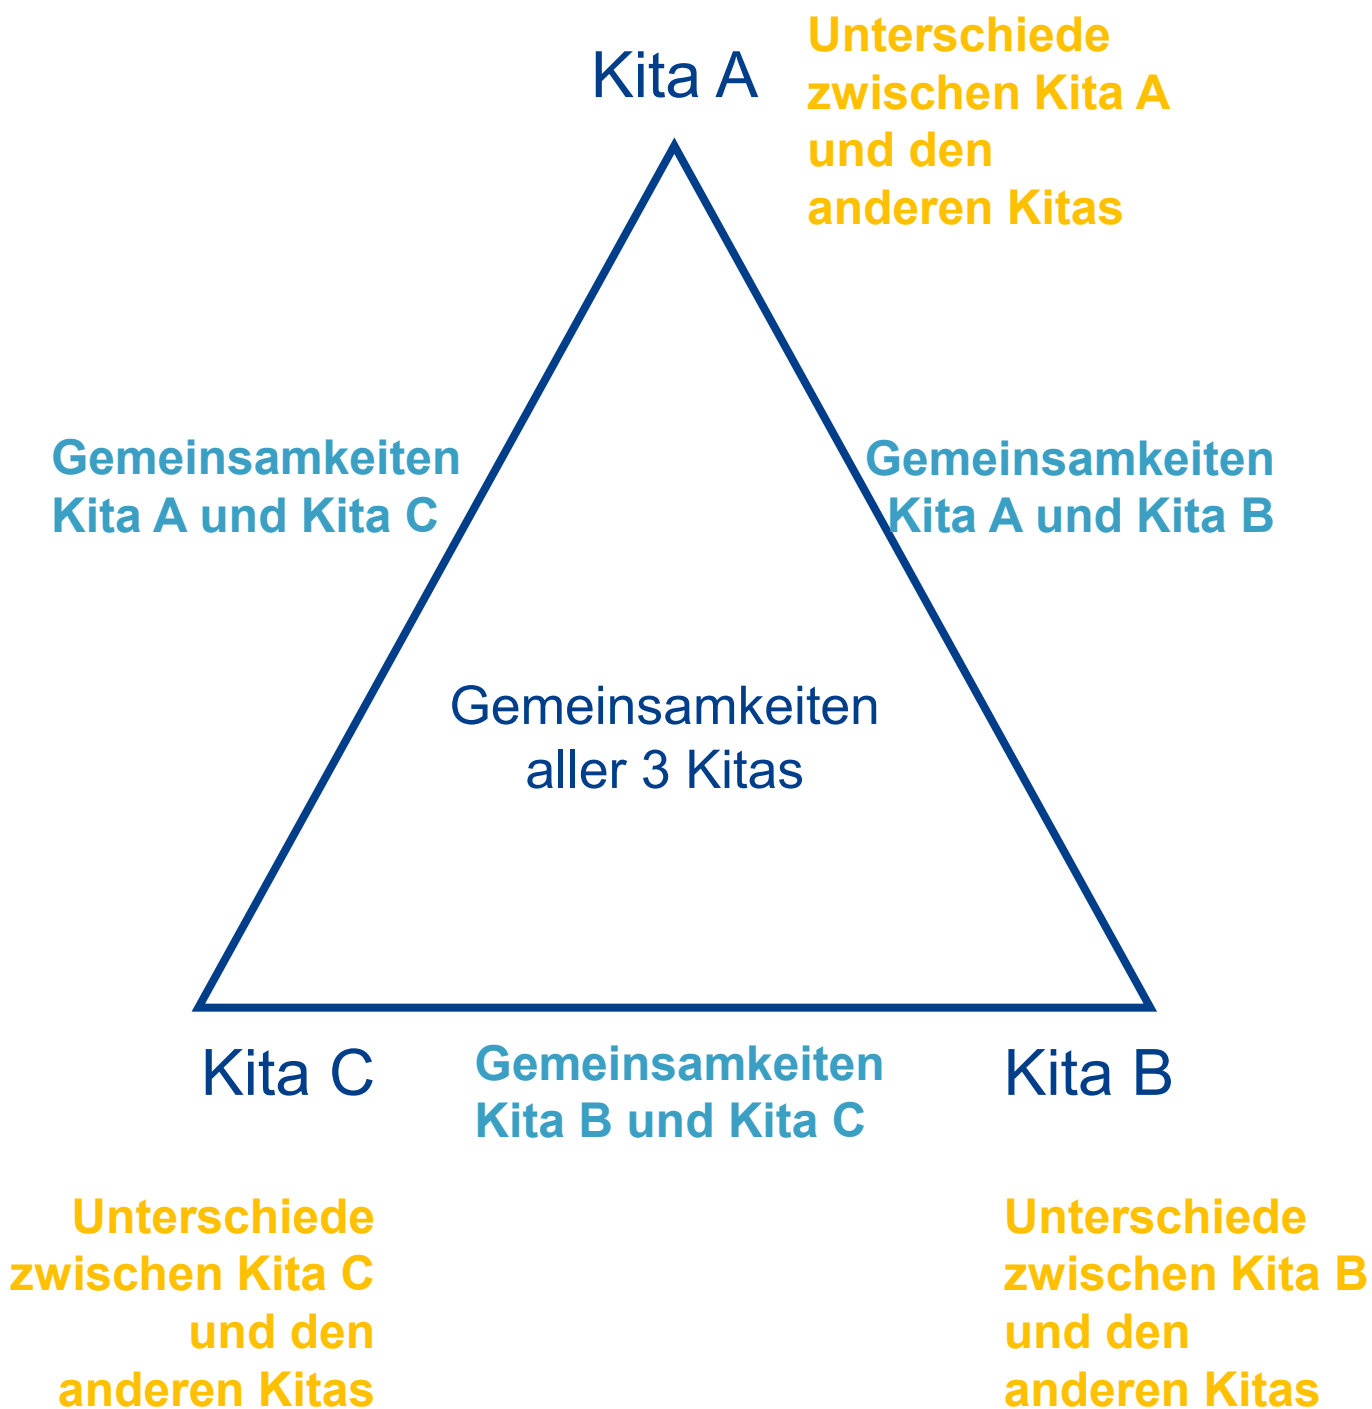 Kita A
Unterschiede
zwischen Kita A
und den
anderen Kitas
Gemeinsamkeiten
Kita A und Kita C
Gemeinsamkeiten
Kita A und Kita B
Gemeinsamkeiten
aller 3 Kitas
Kita C
Gemeinsamkeiten
Kita B und Kita C
Kita B
Unterschiede
zwischen Kita C
und den
anderen Kitas
Unterschiede
zwischen Kita B
und den
anderen Kitas